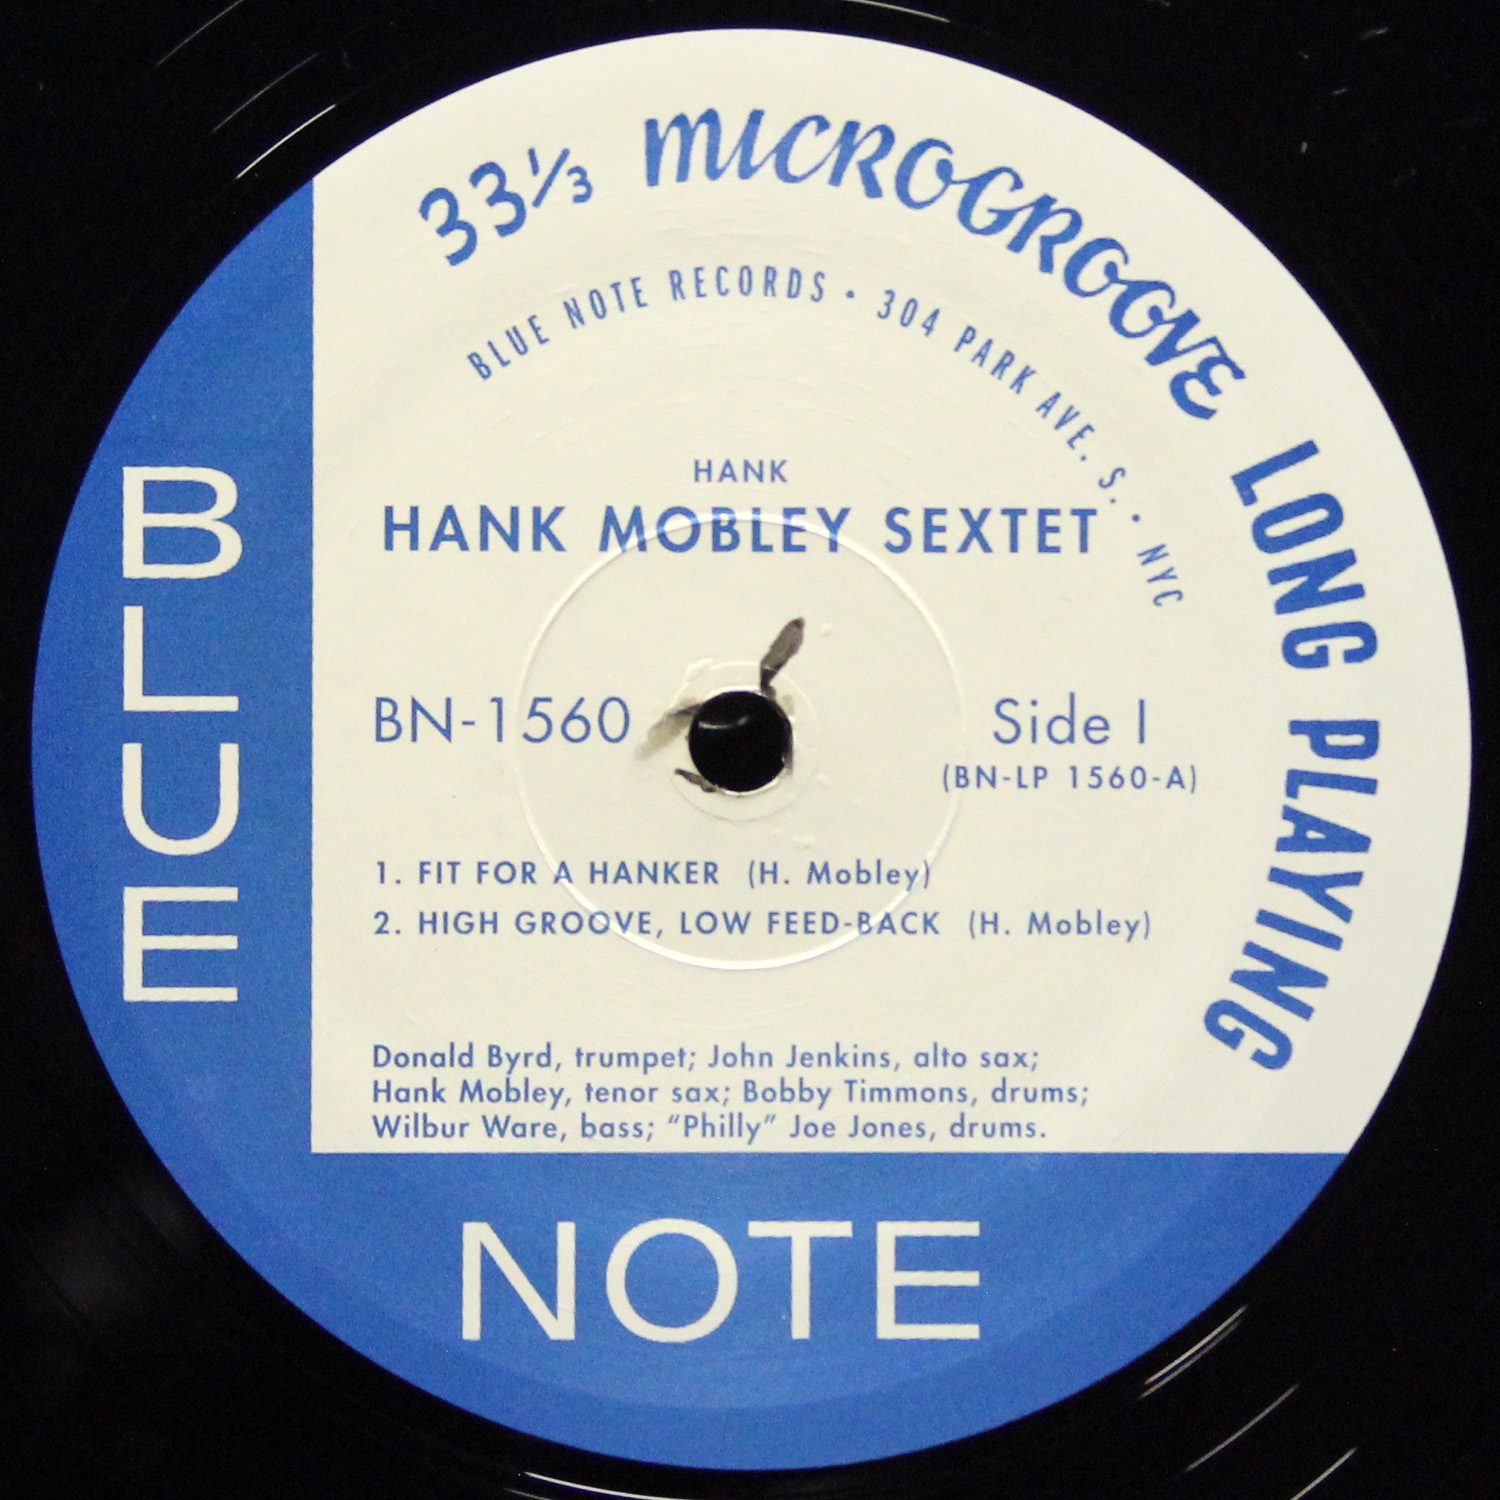 33⅓ MICROGROOVE LONG PLAYING
BLUE NOTE RECORDS · 304 PARK AVE. S. · NYC
HANK
HANK MOBLEY SEXTET
BN-1560
Side I
(BN-LP 1560-A)
1. FIT FOR A HANKER (H. Mobley)
2. HIGH GROOVE, LOW FEED-BACK (H. Mobley)
Donald Byrd, trumpet; John Jenkins, alto sax;
Hank Mobley, tenor sax; Bobby Timmons, drums;
Wilbur Ware, bass; “Philly” Joe Jones, drums.
BLUE
NOTE